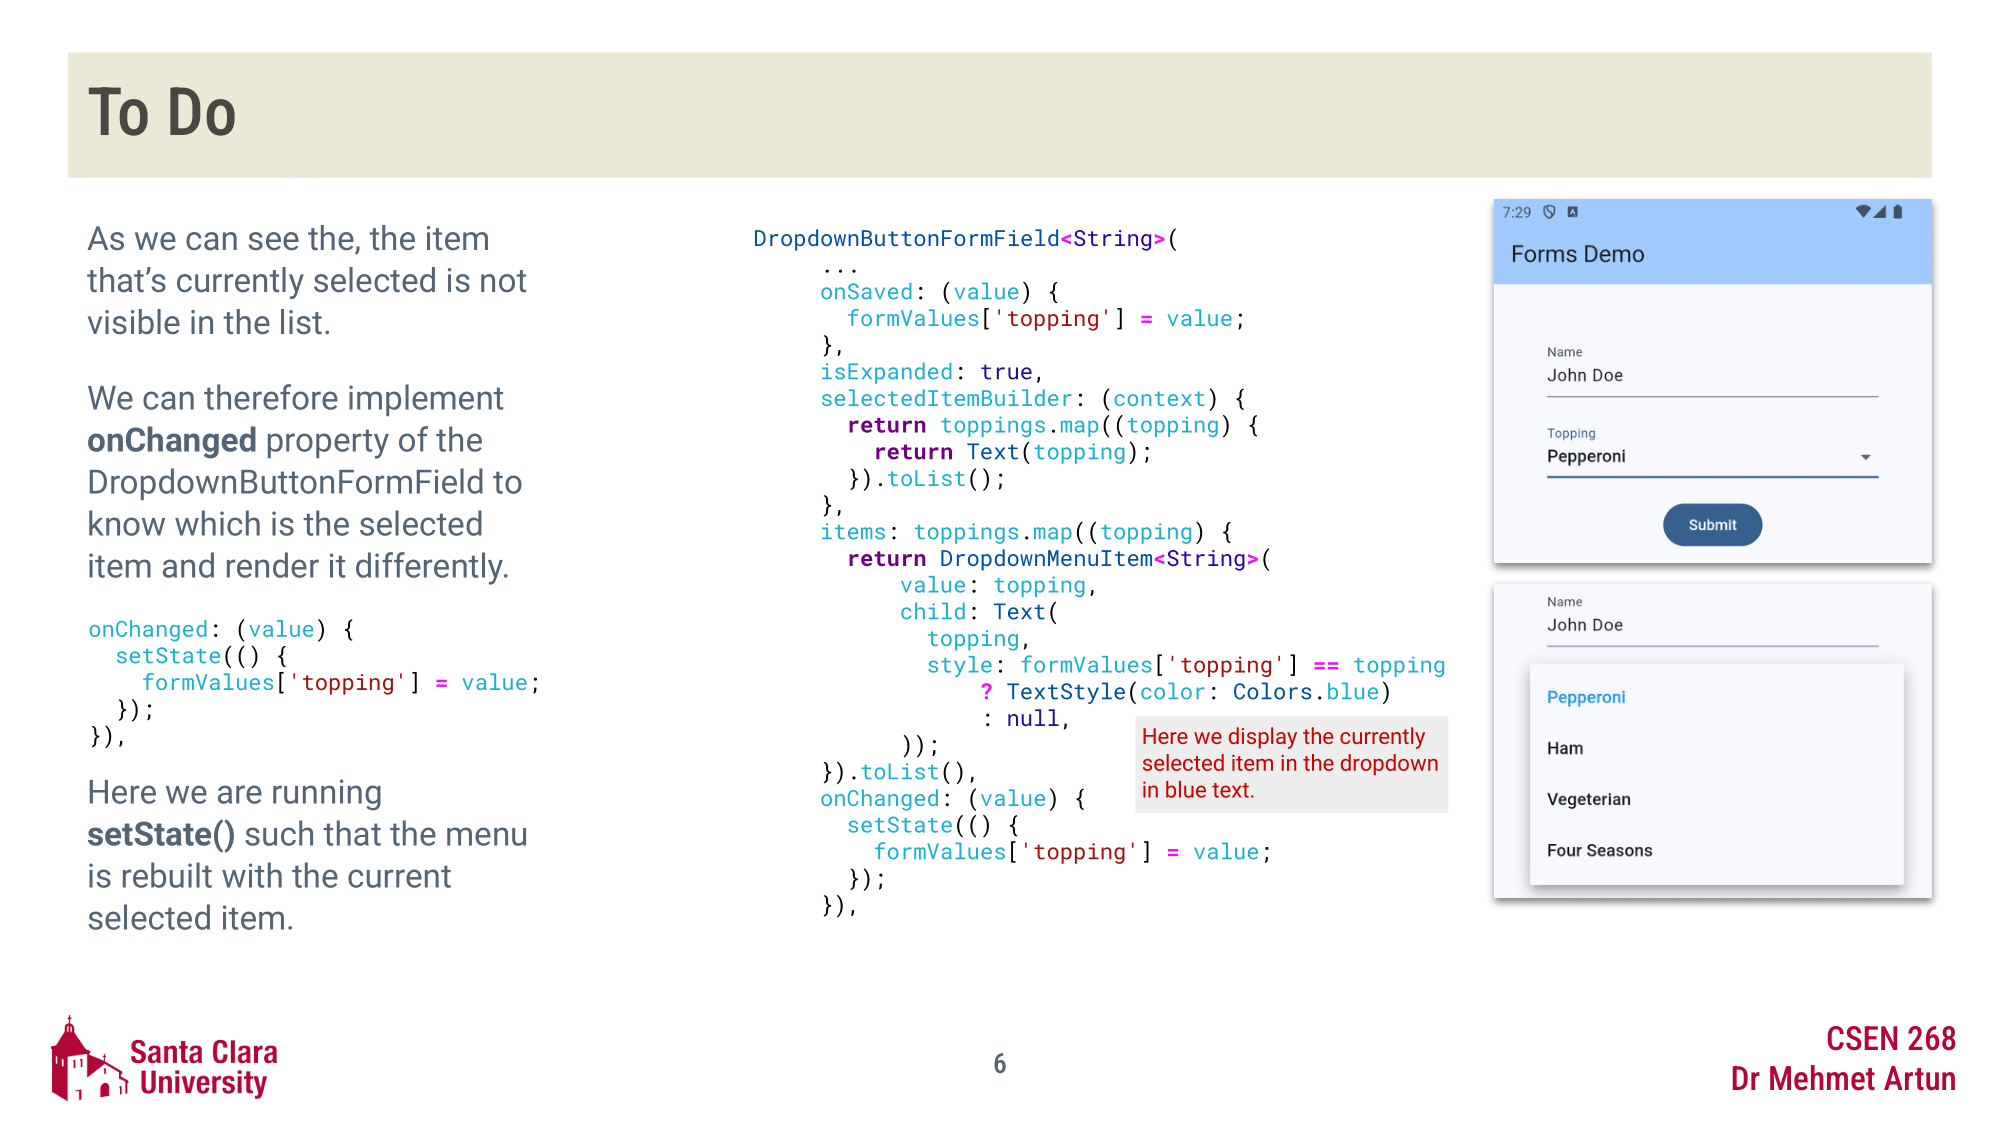 To Do
As we can see the, the item
that’s currently selected is not
visible in the list.
We can therefore implement
onChanged property of the
DropdownButtonFormField to
know which is the selected
item and render it differently.
onChanged: (value) {
  setState(() {
    formValues['topping'] = value;
  });
}),
Here we are running
setState() such that the menu
is rebuilt with the current
selected item.
DropdownButtonFormField<String>(
     ...
     onSaved: (value) {
       formValues['topping'] = value;
     },
     isExpanded: true,
     selectedItemBuilder: (context) {
       return toppings.map((topping) {
         return Text(topping);
       }).toList();
     },
     items: toppings.map((topping) {
       return DropdownMenuItem<String>(
           value: topping,
           child: Text(
             topping,
             style: formValues['topping'] == topping
                 ? TextStyle(color: Colors.blue)
                 : null,
           ));
     }).toList(),
     onChanged: (value) {
       setState(() {
         formValues['topping'] = value;
       });
     }),
Here we display the currently
selected item in the dropdown
in blue text.
7:29
Forms Demo
Name
John Doe
Topping
Pepperoni
Submit
Name
John Doe
Pepperoni
Ham
Vegeterian
Four Seasons
Santa Clara
University
6
CSEN 268
Dr Mehmet Artun